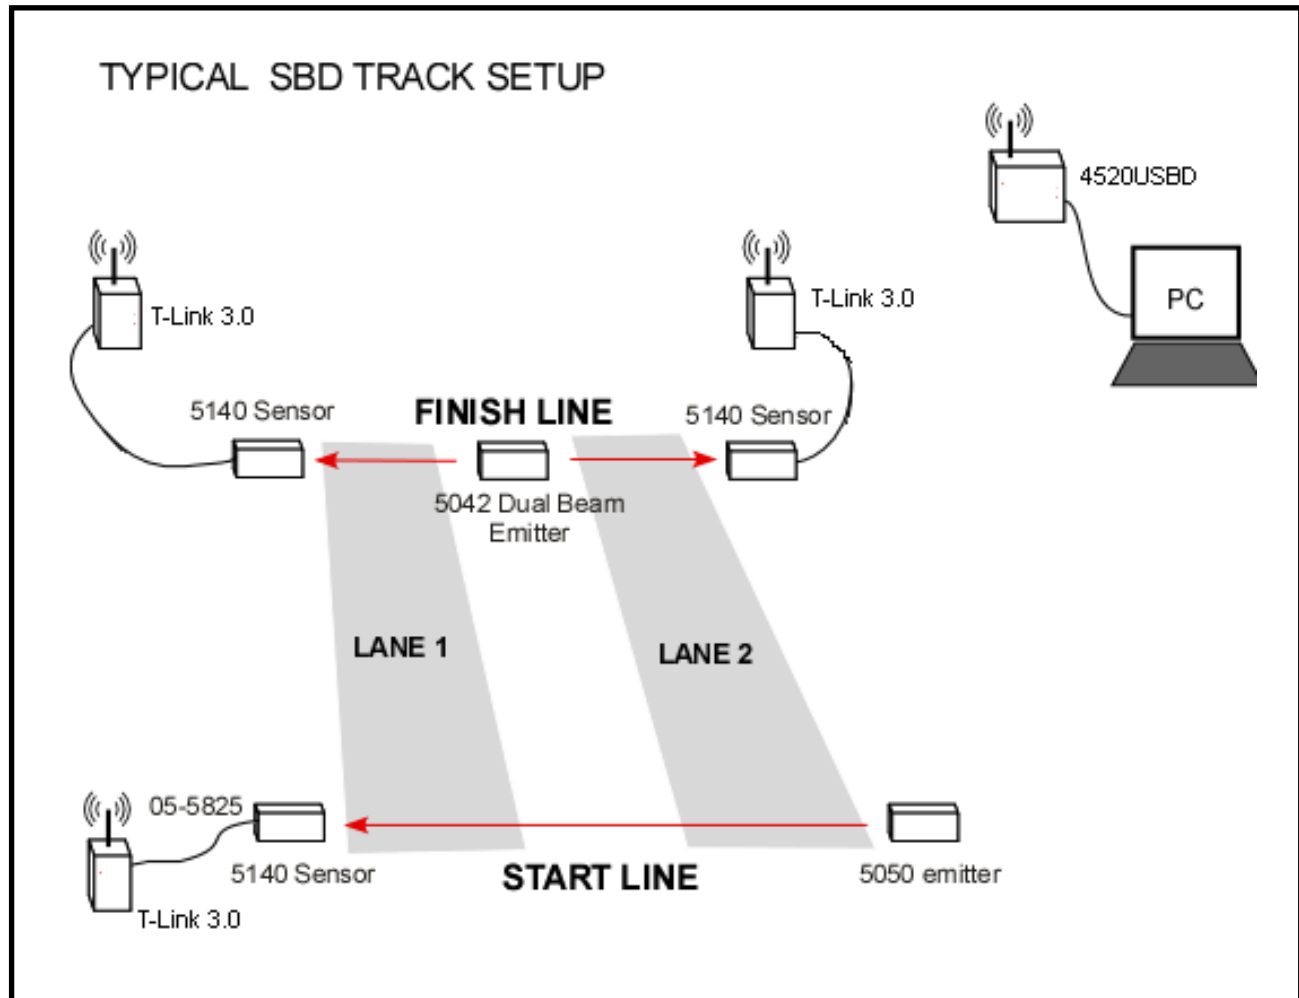 TYPICAL SBD TRACK SETUP
4520USBD
PC
T-Link 3.0
T-Link 3.0
5140 Sensor
FINISH LINE
5140 Sensor
5042 Dual Beam
Emitter
LANE 1
LANE 2
05-5825
5140 Sensor
START LINE
5050 emitter
T-Link 3.0